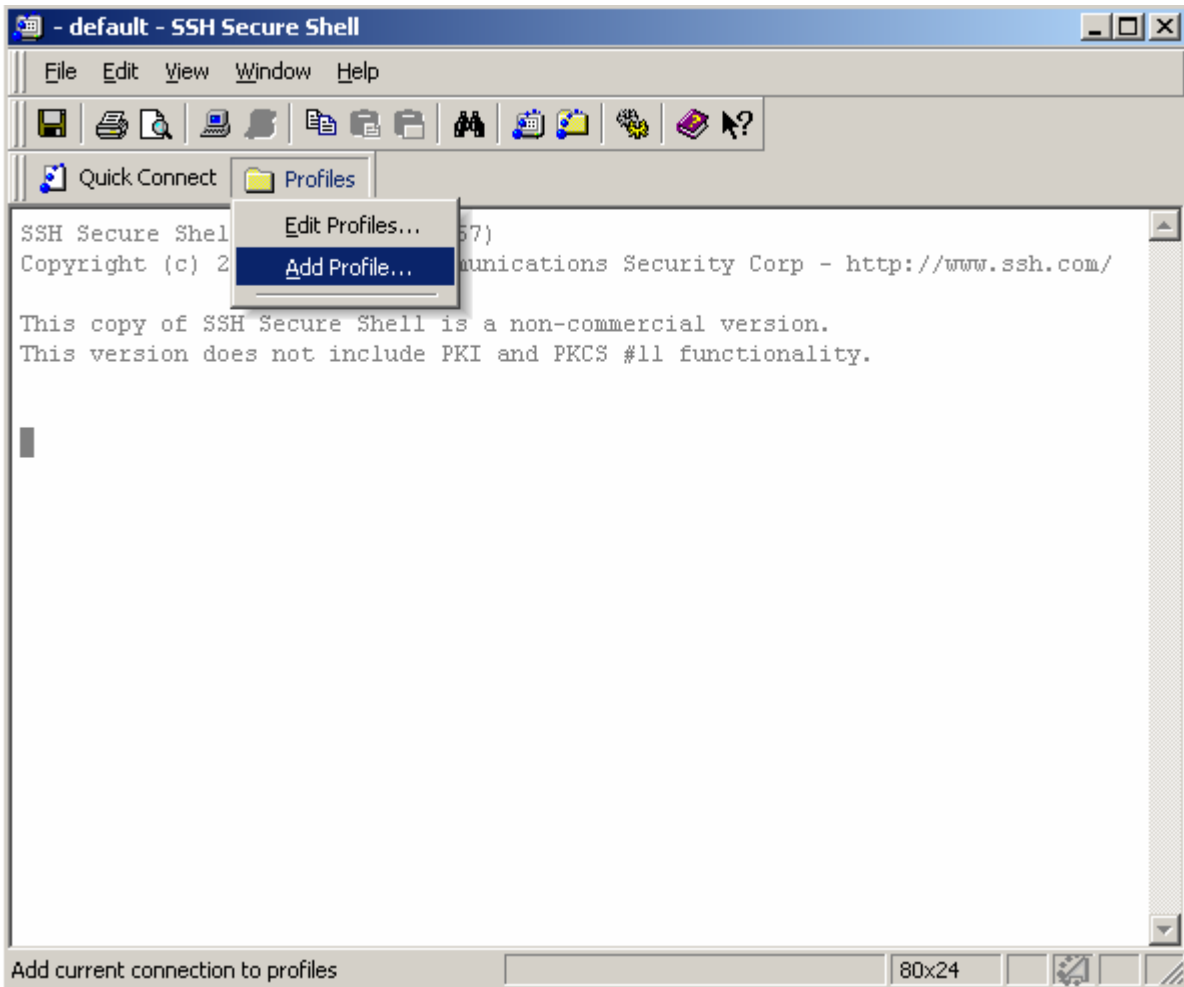 - default - SSH Secure Shell
File Edit View Window Help
Quick Connect Profiles
Edit Profiles...
Add Profile...
SSH Secure Shel 57)
Copyright (c) 2 munications Security Corp - http://www.ssh.com/
This copy of SSH Secure Shell is a non-commercial version.
This version does not include PKI and PKCS #11 functionality.
Add current connection to profiles 80x24